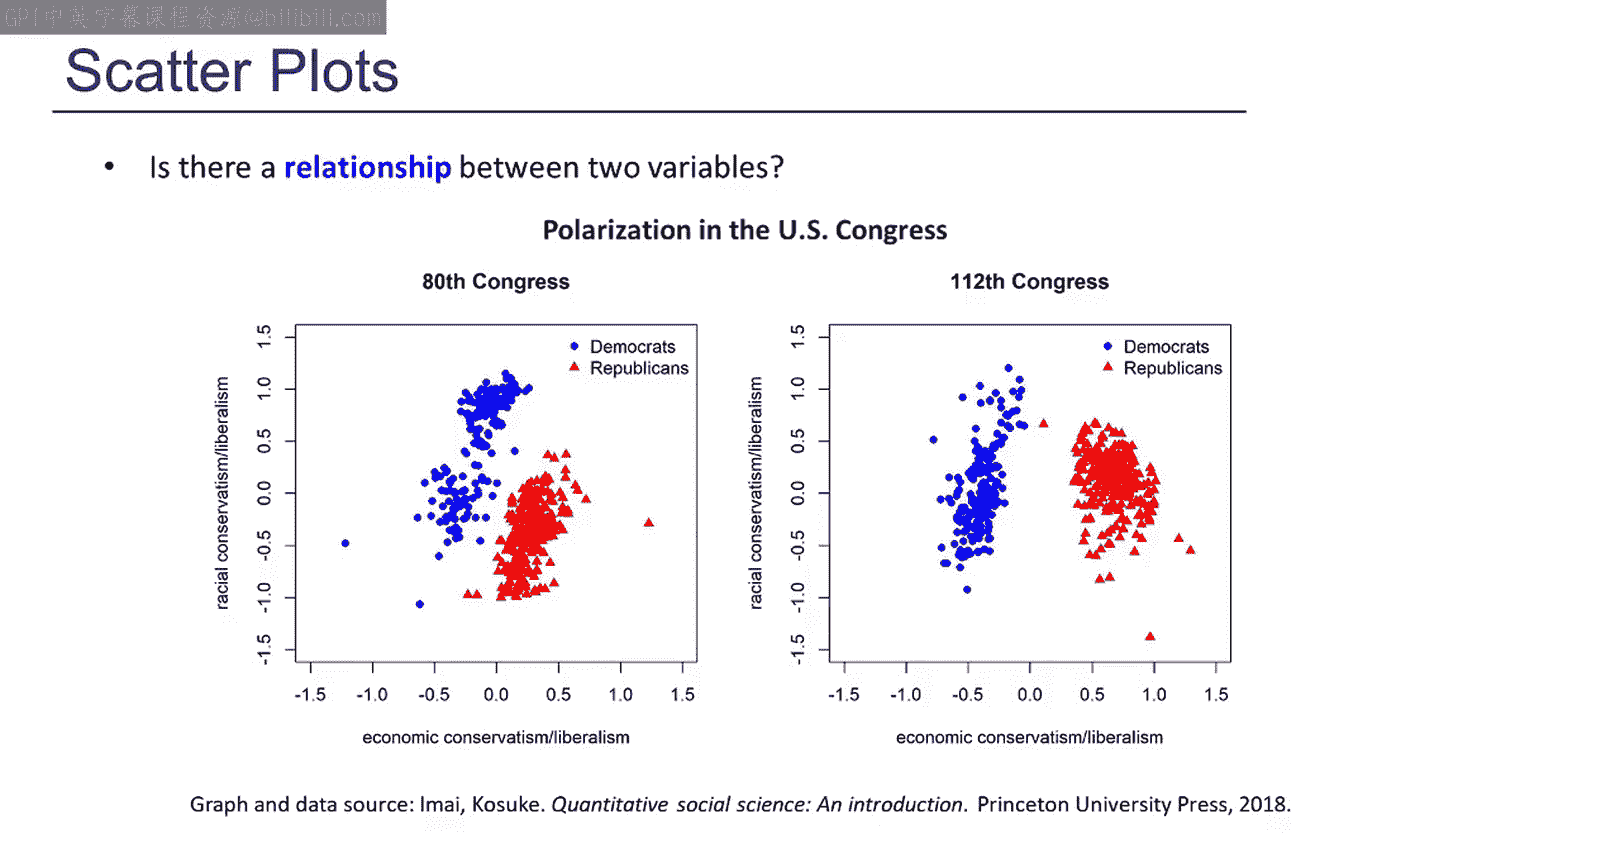 GPT中英字幕课程资源@bilibili.com
Scatter Plots
• Is there a relationship between two variables?
Polarization in the U.S. Congress
80th Congress
112th Congress
Democrats
Republicans
1.5
1.0
0.5
0.0
-0.5
-1.0
-1.5
racial conservatism/liberalism
-1.5 -1.0 -0.5 0.0 0.5 1.0 1.5
economic conservatism/liberalism
Democrats
Republicans
1.5
1.0
0.5
0.0
-0.5
-1.0
-1.5
racial conservatism/liberalism
-1.5 -1.0 -0.5 0.0 0.5 1.0 1.5
economic conservatism/liberalism
Graph and data source: Imai, Kosuke. Quantitative social science: An introduction. Princeton University Press, 2018.